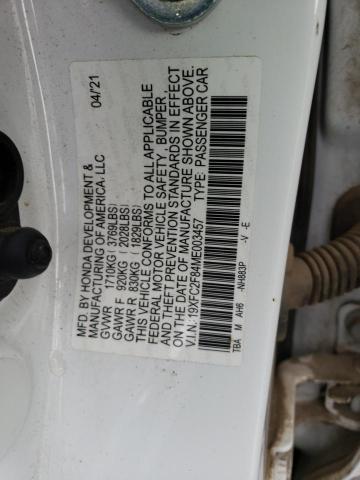 MFD. BY HONDA DEVELOPMENT & 04/21
MANUFACTURING OF AMERICA, LLC
GVWR 1710KG ( 3769LBS)
GAWR F 920KG ( 2028LBS)
GAWR R 830KG ( 1829LBS)
THIS VEHICLE CONFORMS TO ALL APPLICABLE
FEDERAL MOTOR VEHICLE SAFETY, BUMPER,
AND THEFT PREVENTION STANDARDS IN EFFECT
ON THE DATE OF MANUFACTURE SHOWN ABOVE.
V.I.N.: 19XFC2F84ME003457 TYPE: PASSENGER CAR
TBA M AH6 -NH883P -V -E